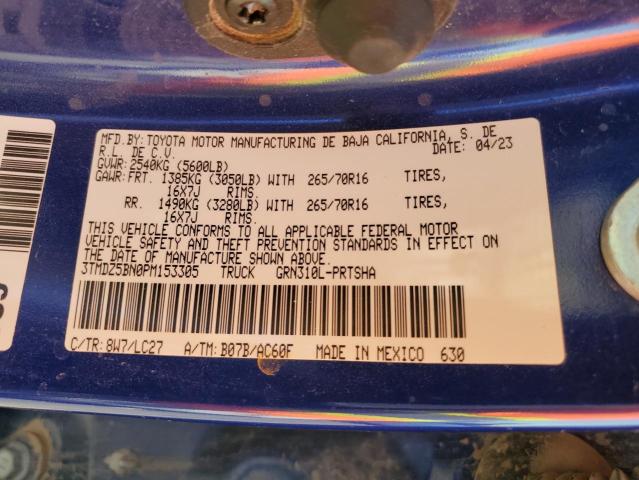 MFD.BY:TOYOTA MOTOR MANUFACTURING DE BAJA CALIFORNIA, S. DE
R.L. DE C.V. DATE: 04/23
GVWR:2540KG (5600LB)
GAWR:FRT. 1385KG (3050LB) WITH 265/70R16 TIRES,
16X7J RIMS.
RR. 1490KG (3280LB) WITH 265/70R16 TIRES,
16X7J RIMS.
THIS VEHICLE CONFORMS TO ALL APPLICABLE FEDERAL MOTOR
VEHICLE SAFETY AND THEFT PREVENTION STANDARDS IN EFFECT ON
THE DATE OF MANUFACTURE SHOWN ABOVE.
3TMDZ5BN0PM153305 TRUCK GRN310L-PRTSHA
C/TR: 8W7/LC27 A/TM: B07B/AC60F MADE IN MEXICO 630